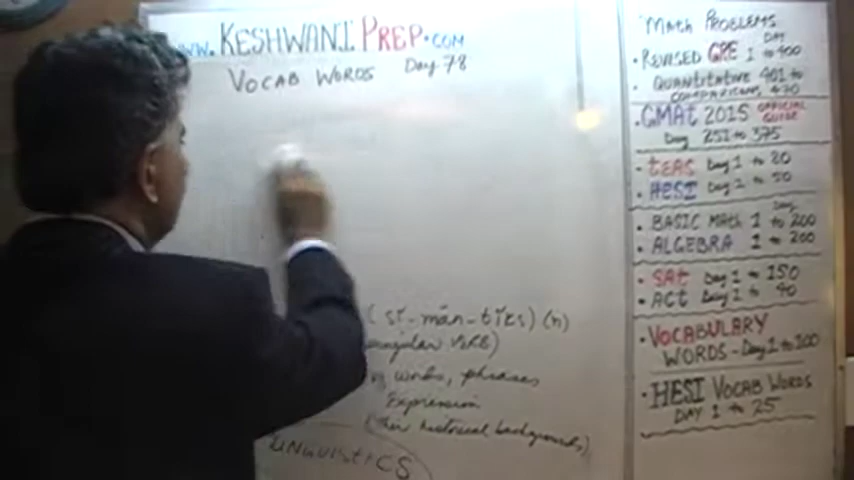 www.KESHWANI PREP.COM
VOCAB WORDS Day 78
(sĭ-măn-tĭks) (n)
singular VERB)
words, phrases
Expression
(their historical backgrounds)
LINGUISTICS
MATH PROBLEMS
DAY
• REVISED GRE 1 to 400
• QUANTITATIVE 401 to
COMPARISONS, 470
• GMAT 2015 OFFICIAL GUIDE
Day 251 to 375
• TEAS Day 1 to 20
• HESI Day 1 to 50
Day
• BASIC MATH 1 to 200
• ALGEBRA 1 to 200
• SAT Day 1 to 150
• ACT Day 1 to 40
• VOCABULARY
WORDS - Day 1 to 100
• HESI VOCAB WORDS
DAY 1 to 25